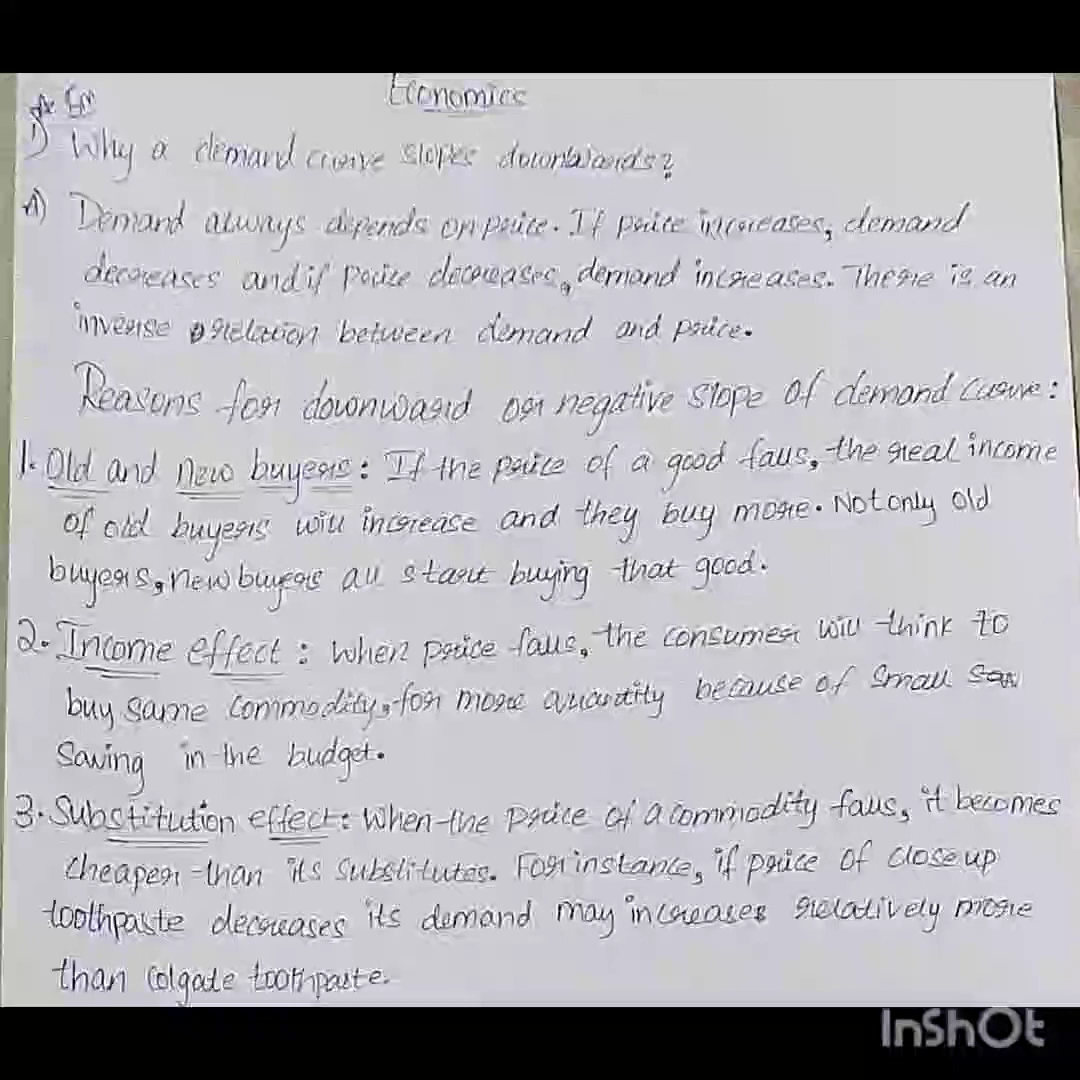 Economics
1) Why a demand curve slopes downwards?
A) Demand always depends on price. If price increases, demand
decreases and if price decreases, demand increases. There is an
inverse relation between demand and price.
Reasons for downward or negative slope of demand curve:
1. Old and New buyers: If the price of a good falls, the real income
of old buyers will increase and they buy more. Not only old
buyers, new buyers all start buying that good.
2. Income effect: When price falls, the consumer will think to
buy same commodity, for more quantity because of small
saving in the budget.
3. Substitution effect: When the price of a commodity falls, it becomes
cheaper than its substitutes. For instance, if price of closeup
toothpaste decreases its demand may increases relatively more
than Colgate toothpaste.
InShOt